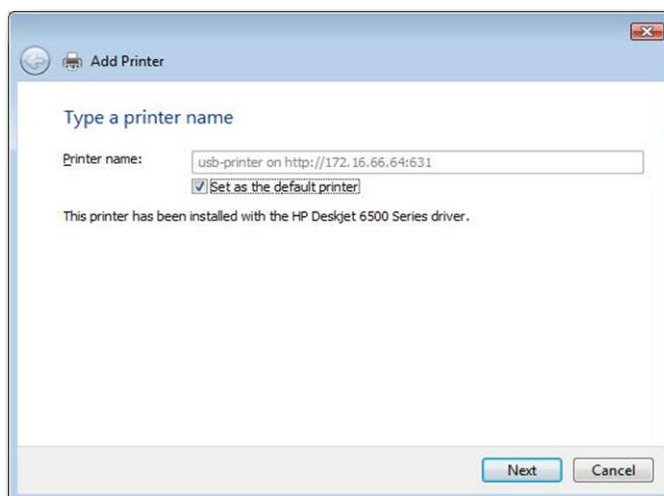 Add Printer
Type a printer name
Printer name:
usb-printer on http://172.16.66.64:631
Set as the default printer
This printer has been installed with the HP Deskjet 6500 Series driver.
Next
Cancel